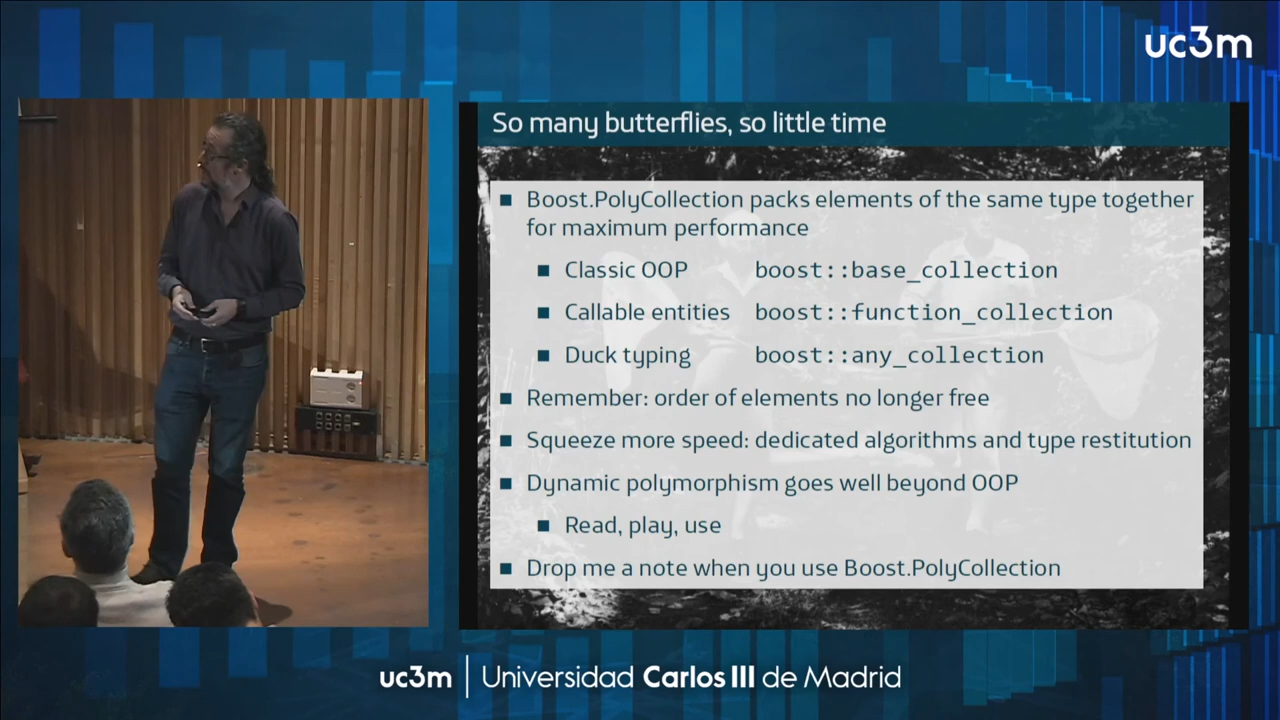 uc3m
So many butterflies, so little time
Boost.PolyCollection packs elements of the same type together
for maximum performance
Classic OOP boost::base_collection
Callable entities boost::function_collection
Duck typing boost::any_collection
Remember: order of elements no longer free
Squeeze more speed: dedicated algorithms and type restitution
Dynamic polymorphism goes well beyond OOP
Read, play, use
Drop me a note when you use Boost.PolyCollection
uc3m | Universidad Carlos III de Madrid